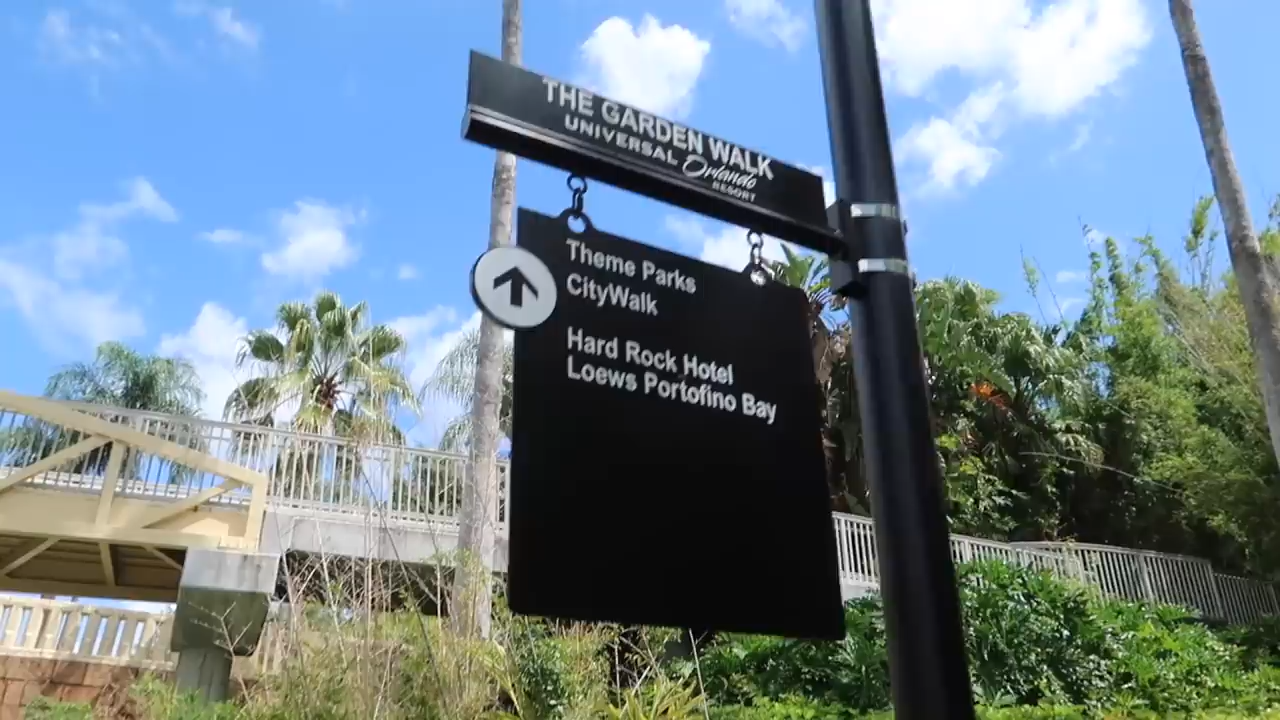 THE GARDEN WALK
UNIVERSAL Orlando
RESORT
Theme Parks
CityWalk
Hard Rock Hotel
Loews Portofino Bay